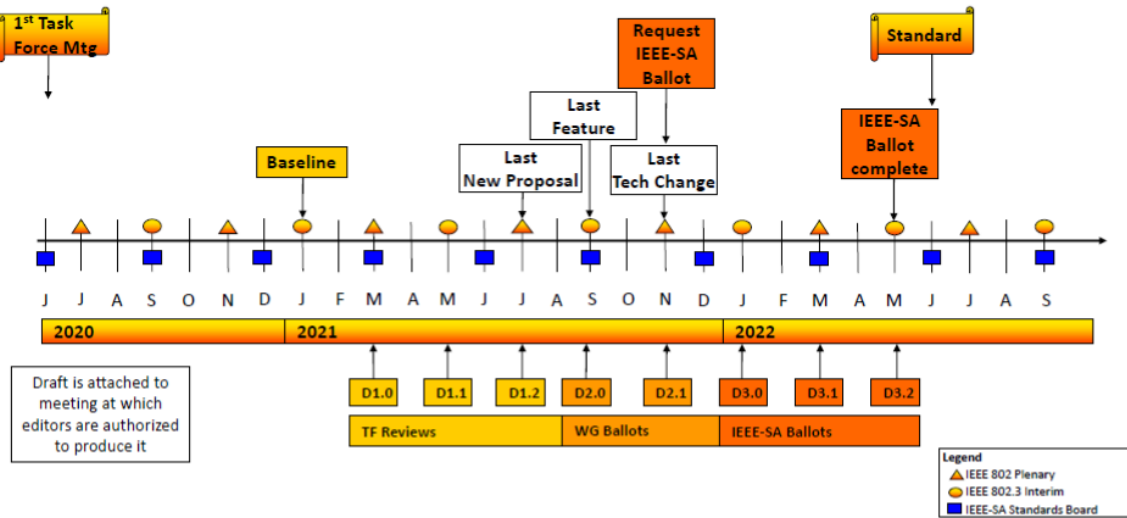 1st Task
Force Mtg
Request
IEEE-SA
Ballot
Standard
Last
Feature
IEEE-SA
Ballot
complete
Baseline
Last
New Proposal
Last
Tech Change
J J A S O N D J F M A M J J A S O N D J F M A M J J A S
2020 2021 2022
Draft is attached to
meeting at which
editors are authorized
to produce it
D1.0 D1.1 D1.2 D2.0 D2.1 D3.0 D3.1 D3.2
TF Reviews WG Ballots IEEE-SA Ballots
Legend
IEEE 802 Plenary
IEEE 802.3 Interim
IEEE-SA Standards Board